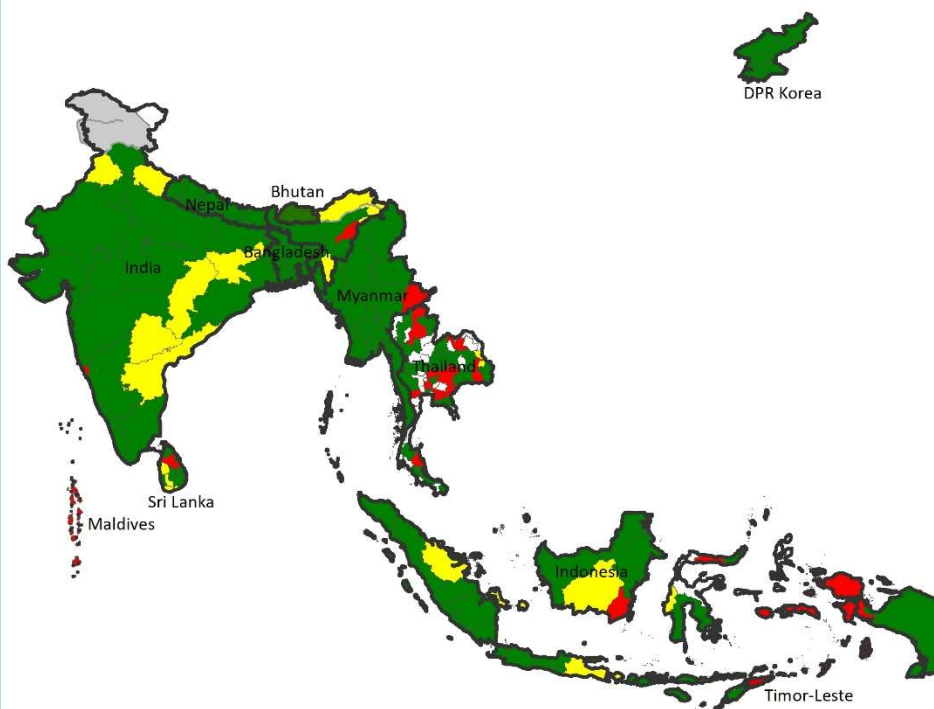 DPR Korea
Bhutan
Nepal
Bangladesh
India
Myanmar
Thailand
Sri Lanka
Maldives
Indonesia
Timor-Leste